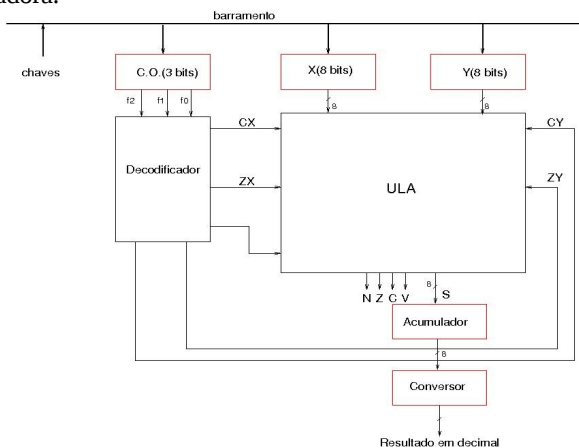 adora.
barramento
chaves
C.O.(3 bits)
X(8 bits)
Y(8 bits)
f2 f1 f0
8
8
CX
CY
Decodificador
ZX
ZY
ULA
N Z C V
8
S
Acumulador
8
Conversor
Resultado em decimal